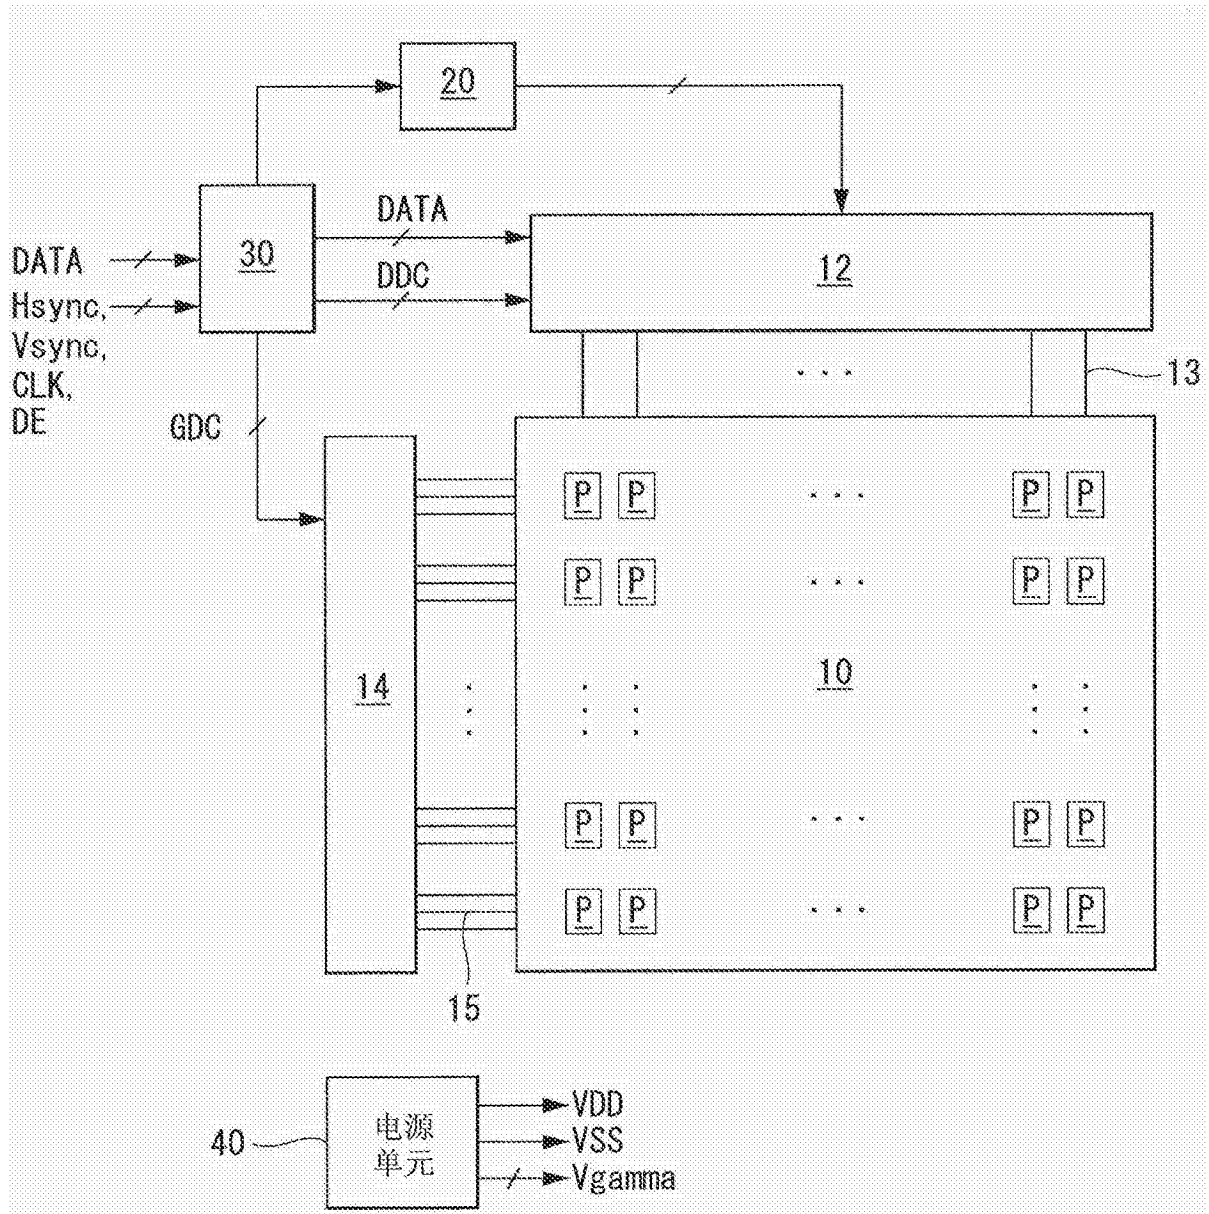 20
DATA
30
12
DATA
DDC
Hsync,
Vsync,
CLK,
DE
13
GDC
P P ··· P P
P P ··· P P
14
10
P P ··· P P
P P ··· P P
15
40
电源
单元
VDD
VSS
Vgamma